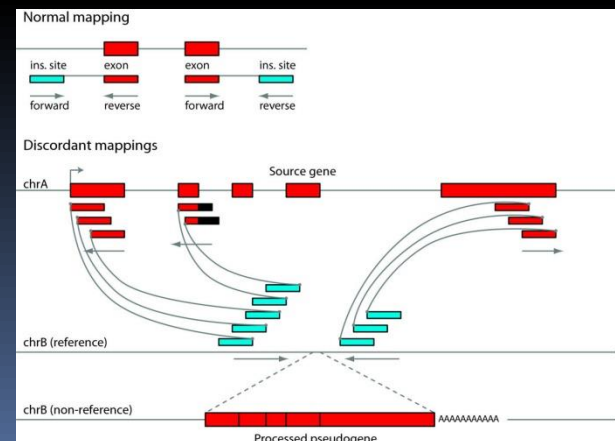 Normal mapping
ins. site exon exon ins. site
forward reverse forward reverse
Discordant mappings
Source gene
chrA
chrB (reference)
chrB (non-reference) AAAAAAAAAAA
Processed pseudogene